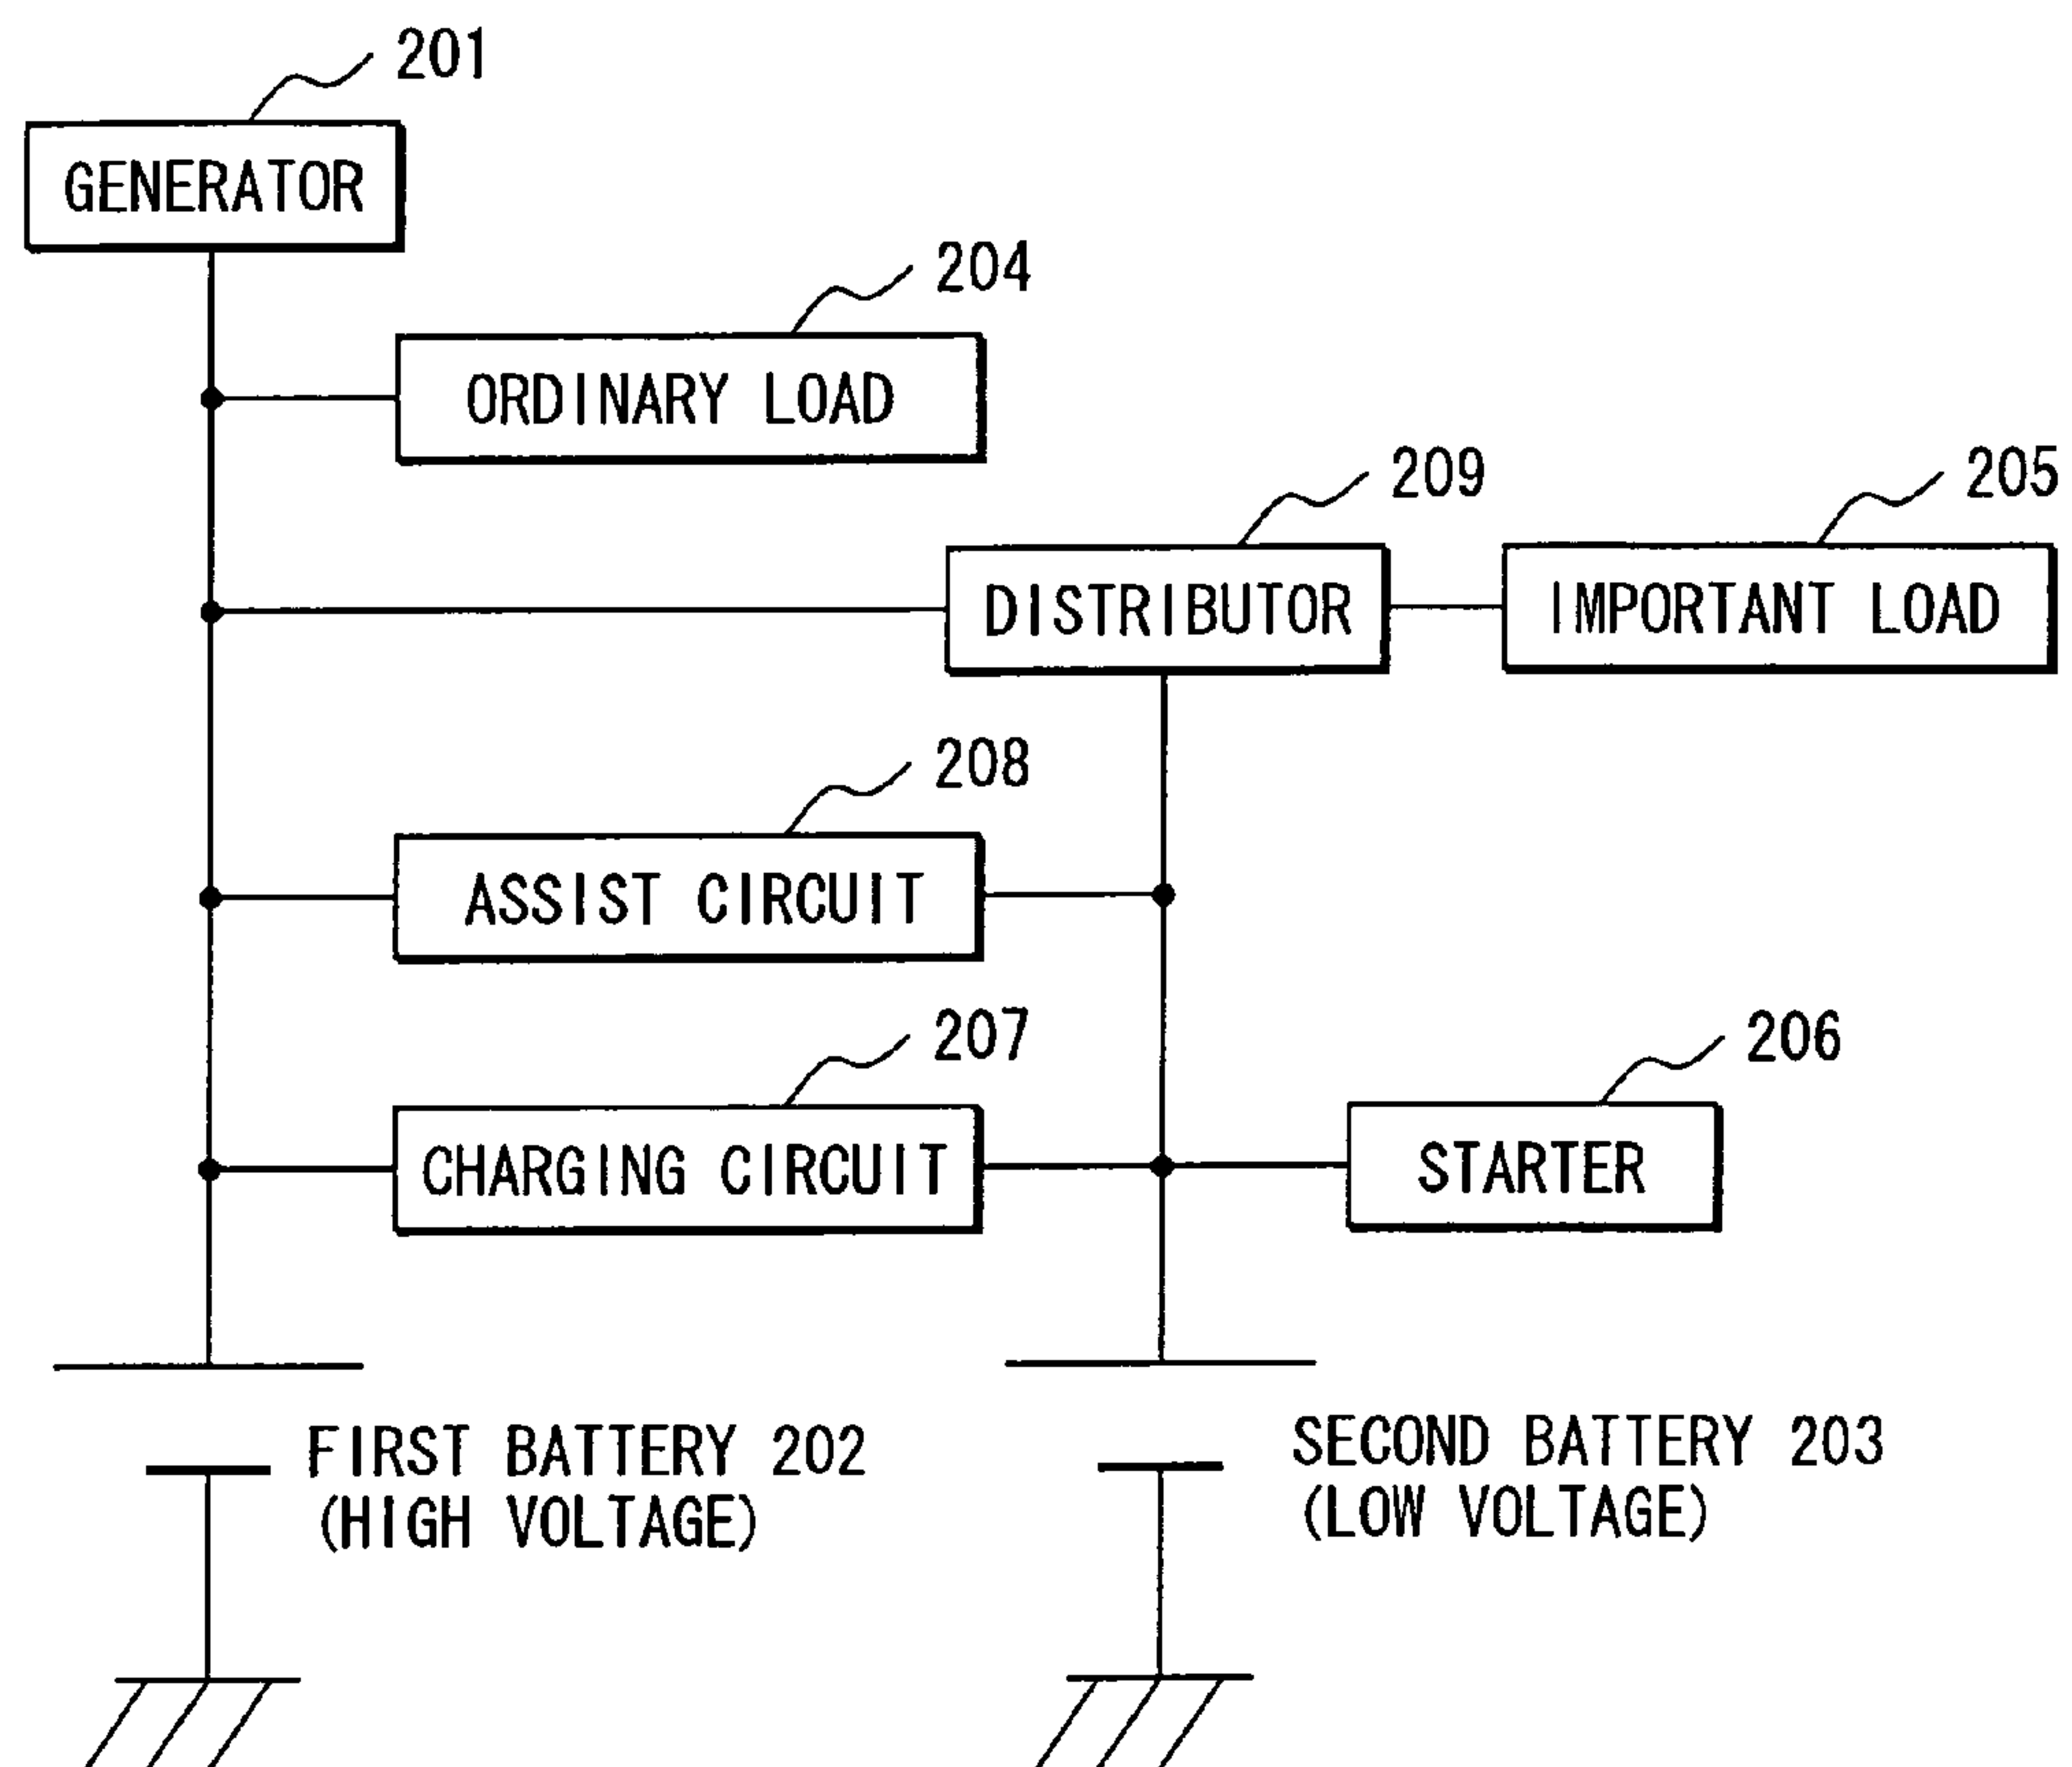 201
GENERATOR
204
ORDINARY LOAD
209
205
DISTRIBUTOR
IMPORTANT LOAD
208
ASSIST CIRCUIT
207
206
CHARGING CIRCUIT
STARTER
FIRST BATTERY 202
(HIGH VOLTAGE)
SECOND BATTERY 203
(LOW VOLTAGE)